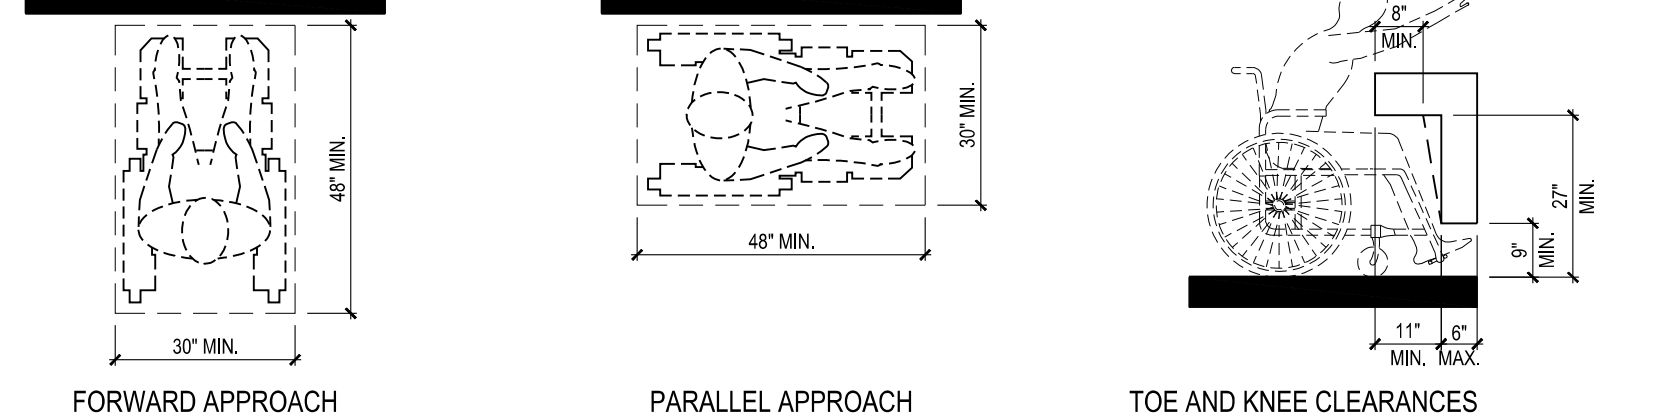 48" MIN.
30" MIN.
FORWARD APPROACH
30" MIN.
48" MIN.
PARALLEL APPROACH
8"
MIN.
27"
MIN.
9"
MIN.
11"
MIN.
6"
MAX.
TOE AND KNEE CLEARANCES